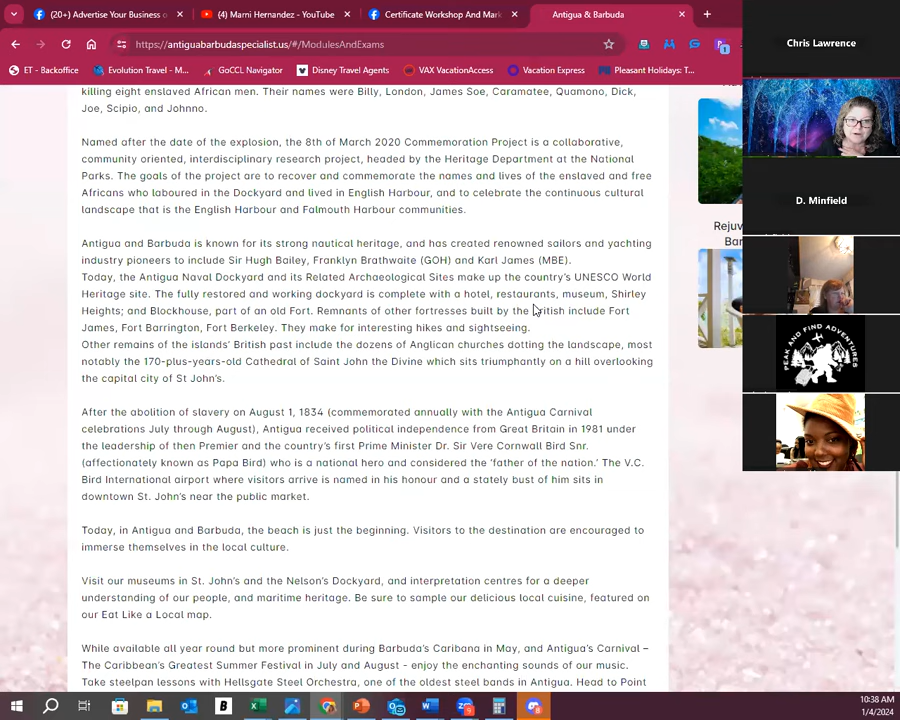 (20+) Advertise Your Business o
(4) Marni Hernandez - YouTube
Certificate Workshop And Mark
Antigua & Barbuda
https://antiguabarbudaspecialist.us/#/ModulesAndExams
ET - Backoffice
Evolution Travel - M...
GoCCL Navigator
Disney Travel Agents
VAX VacationAccess
Vacation Express
Pleasant Holidays: T...
killing eight enslaved African men. Their names were Billy, London, James Soe, Caramatee, Quamono, Dick,
Joe, Scipio, and Johnno.
Named after the date of the explosion, the 8th of March 2020 Commemoration Project is a collaborative,
community oriented, interdisciplinary research project, headed by the Heritage Department at the National
Parks. The goals of the project are to recover and commemorate the names and lives of the enslaved and free
Africans who laboured in the Dockyard and lived in English Harbour, and to celebrate the continuous cultural
landscape that is the English Harbour and Falmouth Harbour communities.
Antigua and Barbuda is known for its strong nautical heritage, and has created renowned sailors and yachting
industry pioneers to include Sir Hugh Bailey, Franklyn Brathwaite (GOH) and Karl James (MBE).
Today, the Antigua Naval Dockyard and its Related Archaeological Sites make up the country's UNESCO World
Heritage site. The fully restored and working dockyard is complete with a hotel, restaurants, museum, Shirley
Heights; and Blockhouse, part of an old Fort. Remnants of other fortresses built by the British include Fort
James, Fort Barrington, Fort Berkeley. They make for interesting hikes and sightseeing.
Other remains of the islands' British past include the dozens of Anglican churches dotting the landscape, most
notably the 170-plus-years-old Cathedral of Saint John the Divine which sits triumphantly on a hill overlooking
the capital city of St John's.
After the abolition of slavery on August 1, 1834 (commemorated annually with the Antigua Carnival
celebrations July through August), Antigua received political independence from Great Britain in 1981 under
the leadership of then Premier and the country's first Prime Minister Dr. Sir Vere Cornwall Bird Snr.
(affectionately known as Papa Bird) who is a national hero and considered the 'father of the nation.' The V.C.
Bird International airport where visitors arrive is named in his honour and a stately bust of him sits in
downtown St. John's near the public market.
Today, in Antigua and Barbuda, the beach is just the beginning. Visitors to the destination are encouraged to
immerse themselves in the local culture.
Visit our museums in St. John's and the Nelson's Dockyard, and interpretation centres for a deeper
understanding of our people, and maritime heritage. Be sure to sample our delicious local cuisine, featured on
our Eat Like a Local map.
While available all year round but more prominent during Barbuda's Caribana in May, and Antigua's Carnival –
The Caribbean's Greatest Summer Festival in July and August - enjoy the enchanting sounds of our music.
Take steelpan lessons with Hellsgate Steel Orchestra, one of the oldest steel bands in Antigua. Head to Point
Rejuv
Bar
Chris Lawrence
D. Minfield
PEAK AND FIND ADVENTURES
10:38 AM
1/4/2024